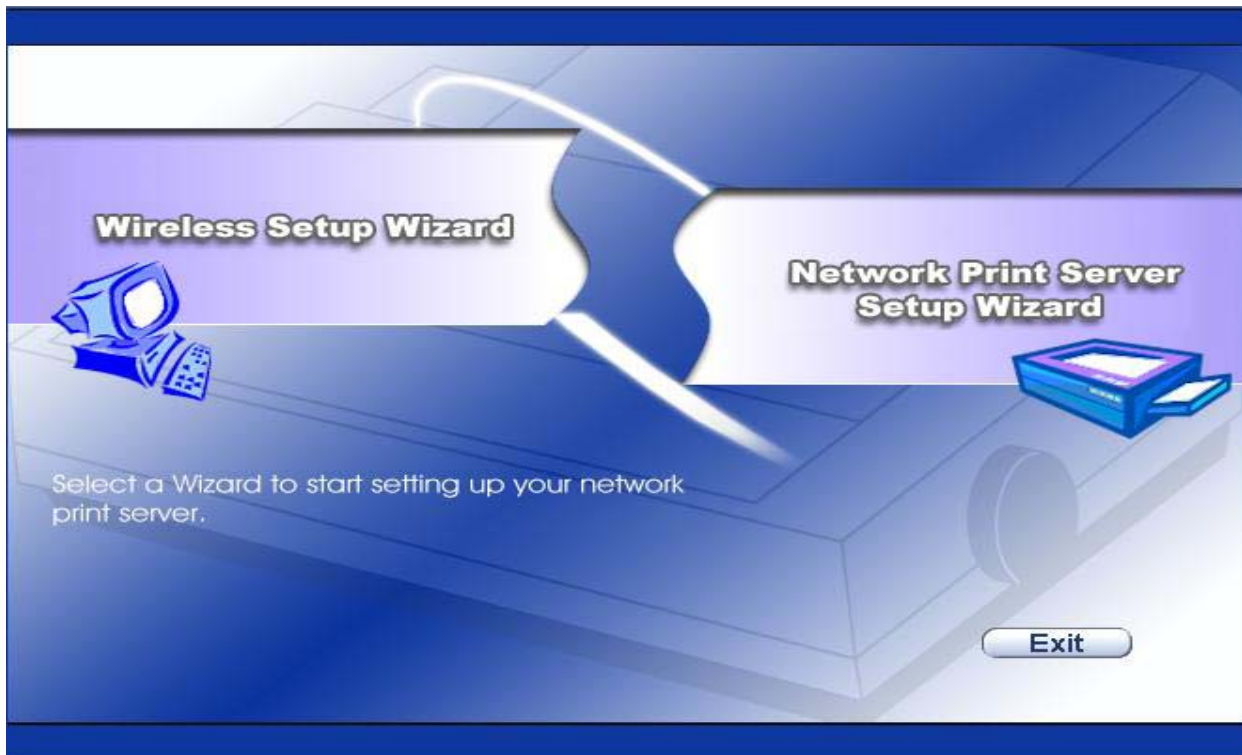 Wireless Setup Wizard
Network Print Server
Setup Wizard
Select a Wizard to start setting up your network
print server.
Exit